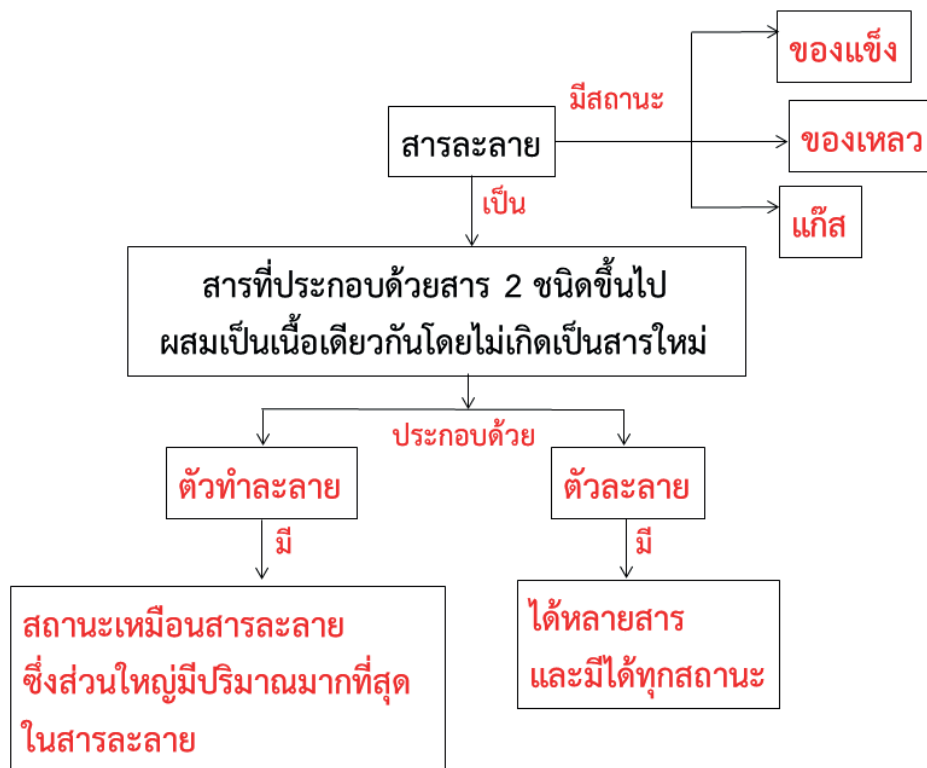 ของแข็ง
มีสถานะ
สารละลาย
ของเหลว
เป็น
แก๊ส
สารที่ประกอบด้วยสาร 2 ชนิดขึ้นไป
ผสมเป็นเนื้อเดียวกันโดยไม่เกิดเป็นสารใหม่
ประกอบด้วย
ตัวทำละลาย
ตัวละลาย
มี
มี
สถานะเหมือนสารละลาย
ซึ่งส่วนใหญ่มีปริมาณมากที่สุด
ในสารละลาย
ได้หลายสาร
และมีได้ทุกสถานะ